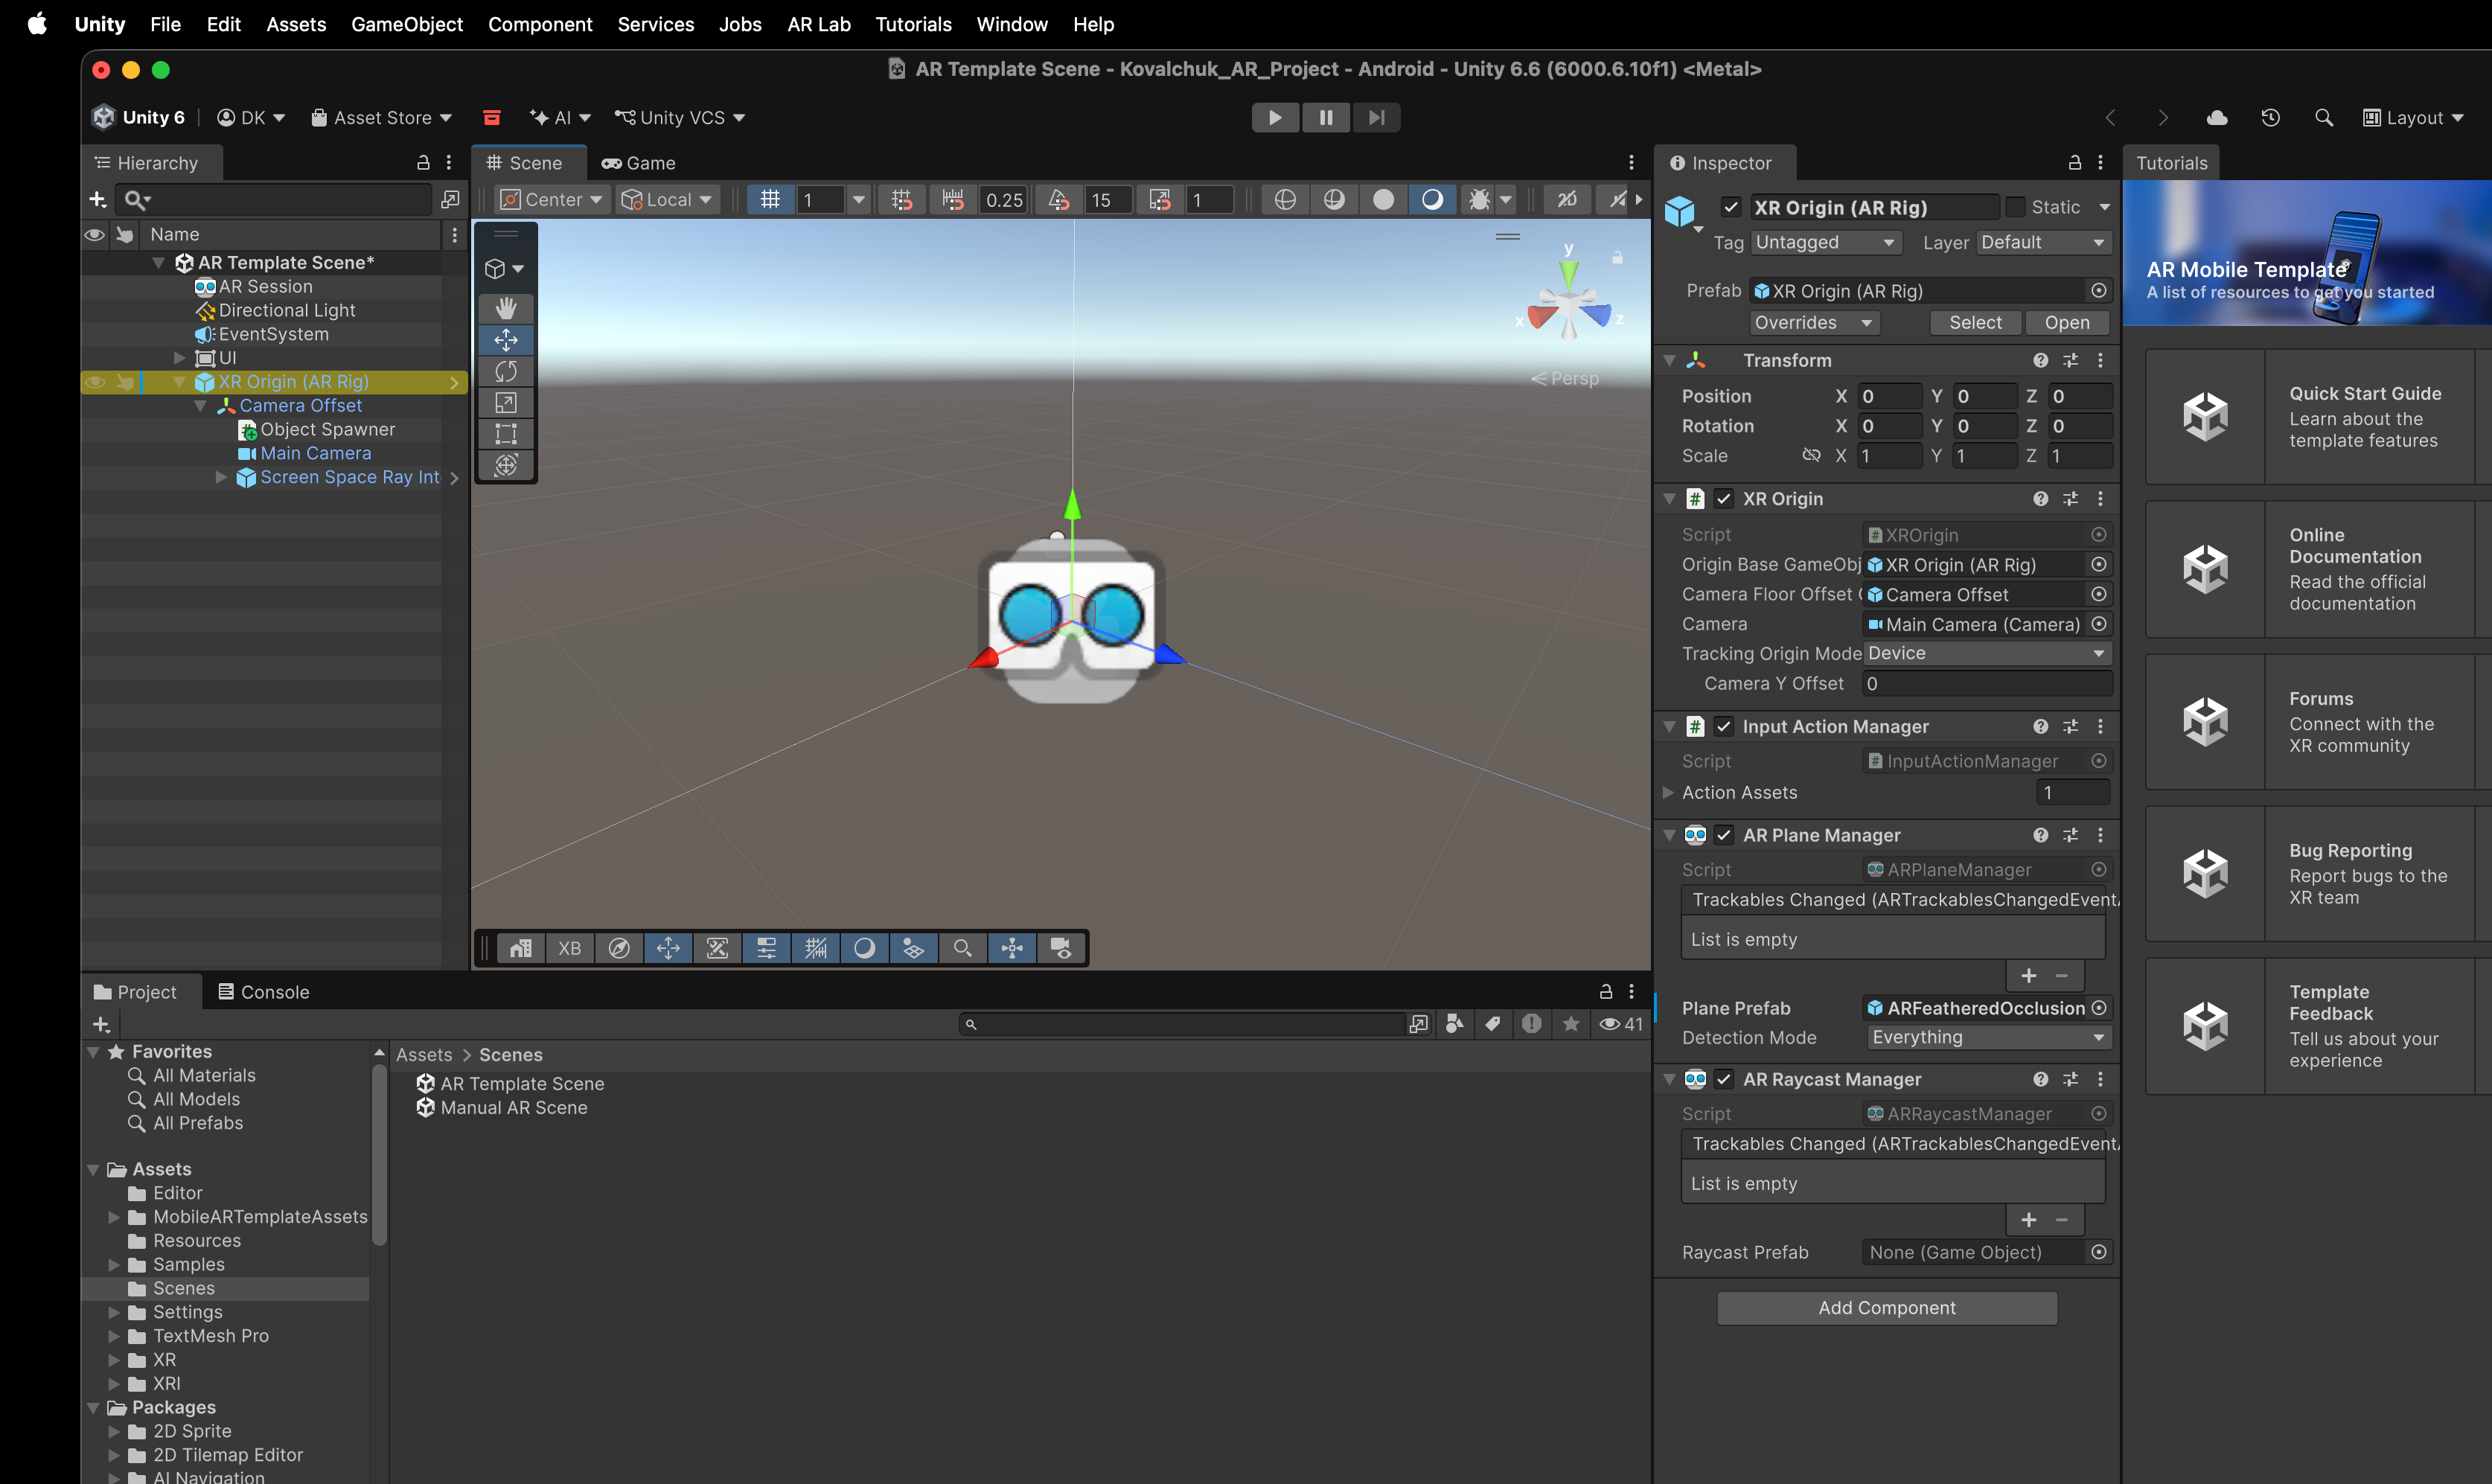 Unity File Edit Assets GameObject Component Services Jobs AR Lab Tutorials Window Help
AR Template Scene - Kovalchuk_AR_Project - Android - Unity 6.6 (6000.6.10f1) <Metal>
Unity 6 DK Asset Store AI Unity VCS Layout
Hierarchy
Name
AR Template Scene*
AR Session
Directional Light
EventSystem
UI
XR Origin (AR Rig)
Camera Offset
Object Spawner
Main Camera
Screen Space Ray Int
Scene Game
Center Local 1 0.25 15 1 2D
y
x z
Persp
XB
Inspector
XR Origin (AR Rig) Static
Tag Untagged Layer Default
Prefab XR Origin (AR Rig)
Overrides Select Open
Transform
Position X 0 Y 0 Z 0
Rotation X 0 Y 0 Z 0
Scale X 1 Y 1 Z 1
XR Origin
Script XROrigin
Origin Base GameObj XR Origin (AR Rig)
Camera Floor Offset Camera Offset
Camera Main Camera (Camera)
Tracking Origin Mode Device
Camera Y Offset 0
Input Action Manager
Script InputActionManager
Action Assets 1
AR Plane Manager
Script ARPlaneManager
Trackables Changed (ARTrackablesChangedEvent
List is empty
+ −
Plane Prefab ARFeatheredOcclusion
Detection Mode Everything
AR Raycast Manager
Script ARRaycastManager
Trackables Changed (ARTrackablesChangedEvent
List is empty
+ −
Raycast Prefab None (Game Object)
Add Component
Tutorials
AR Mobile Template
A list of resources to get you started
Quick Start Guide
Learn about the
template features
Online
Documentation
Read the official
documentation
Forums
Connect with the
XR community
Bug Reporting
Report bugs to the
XR team
Template
Feedback
Tell us about your
experience
Project Console
41
Favorites
All Materials
All Models
All Prefabs
Assets
Editor
MobileARTemplateAssets
Resources
Samples
Scenes
Settings
TextMesh Pro
XR
XRI
Packages
2D Sprite
2D Tilemap Editor
AI Navigation
Assets > Scenes
AR Template Scene
Manual AR Scene